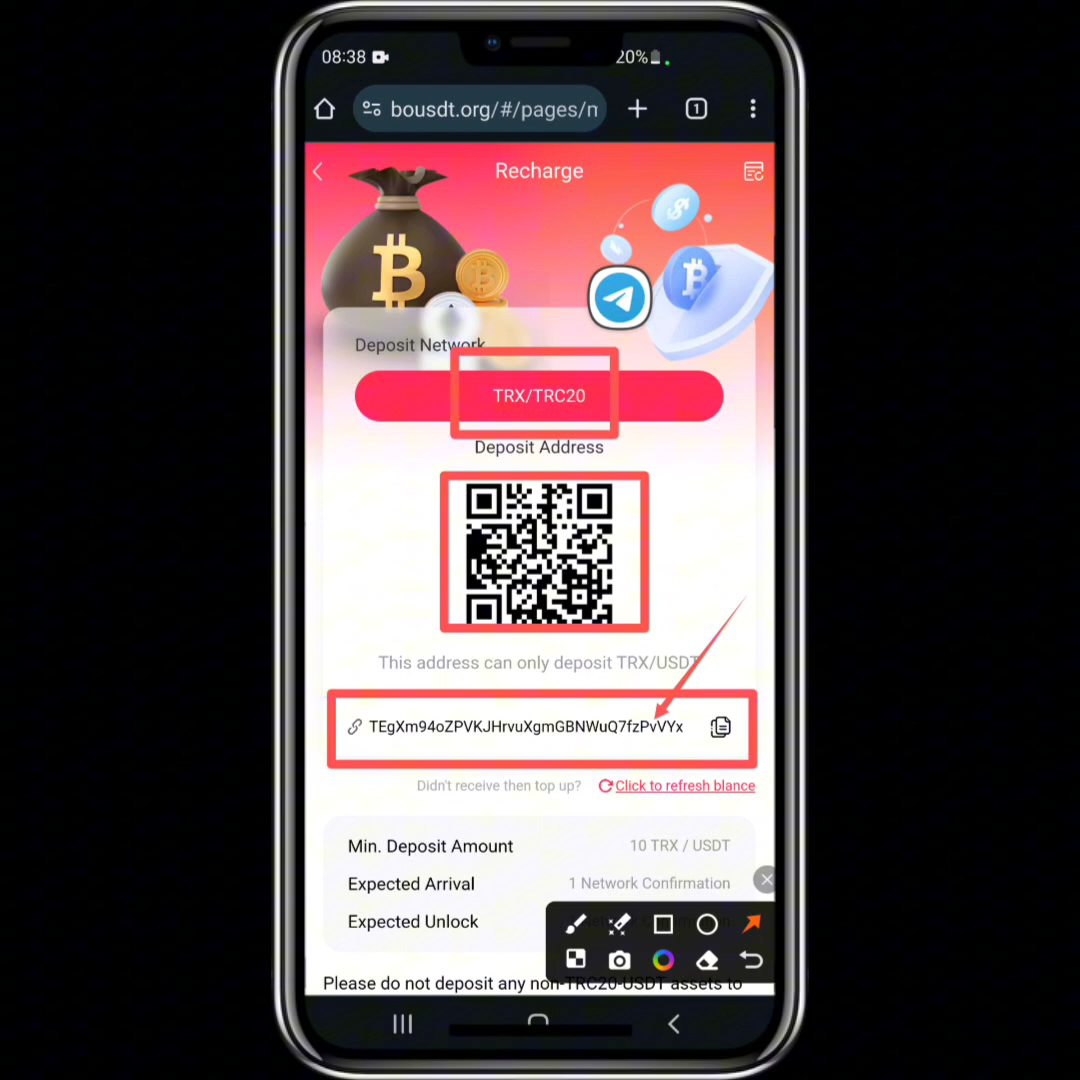 08:38
20%
bousdt.org/#/pages/m
1
Recharge
Deposit Network
TRX/TRC20
Deposit Address
This address can only deposit TRX/USDT
TEgXm94oZPVKJHrvuXgmGBNWuQ7fzPvVYx
Didn't receive then top up? Click to refresh blance
Min. Deposit Amount 10 TRX / USDT
Expected Arrival 1 Network Confirmation
Expected Unlock
Please do not deposit any non-TRC20-USDT assets to